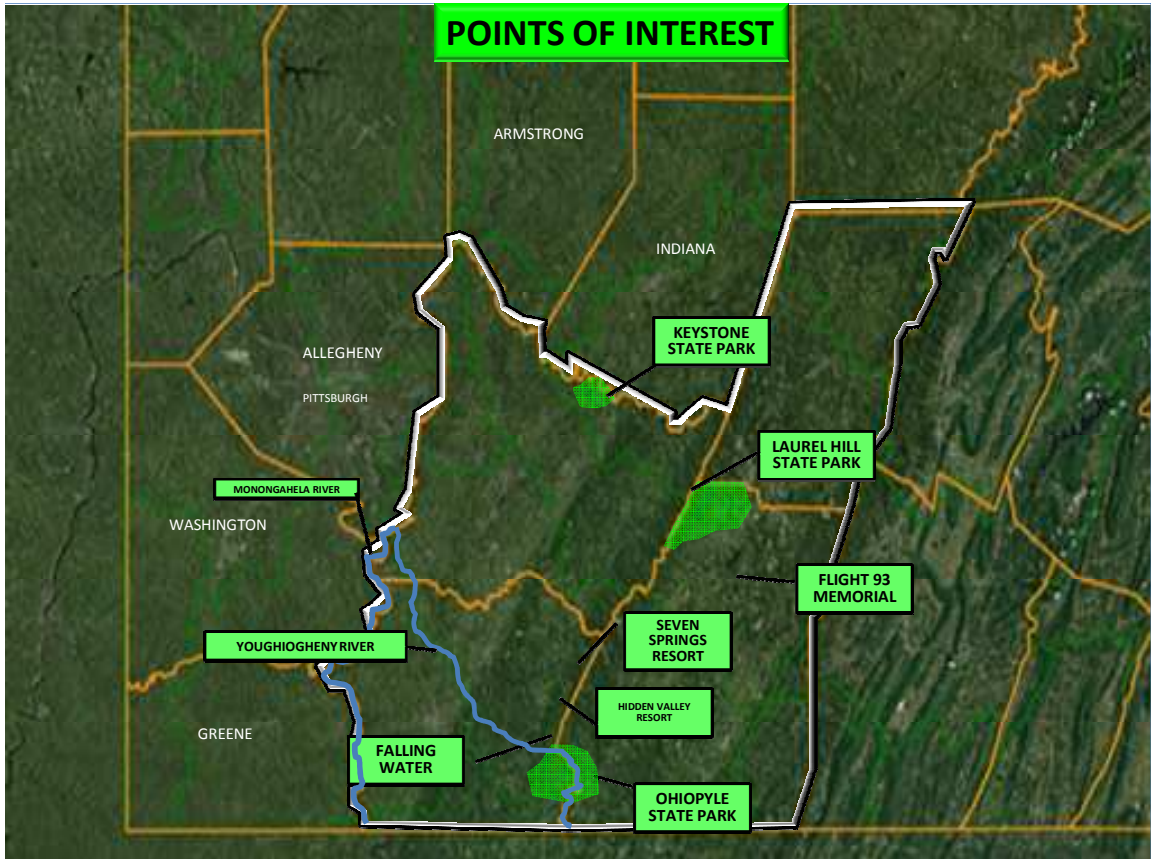 POINTS OF INTEREST
ARMSTRONG
INDIANA
KEYSTONE
STATE PARK
ALLEGHENY
PITTSBURGH
LAUREL HILL
STATE PARK
MONONGAHELA RIVER
WASHINGTON
FLIGHT 93
MEMORIAL
SEVEN
SPRINGS
RESORT
YOUGHIOGHENY RIVER
HIDDEN VALLEY
RESORT
GREENE
FALLING
WATER
OHIOPYLE
STATE PARK